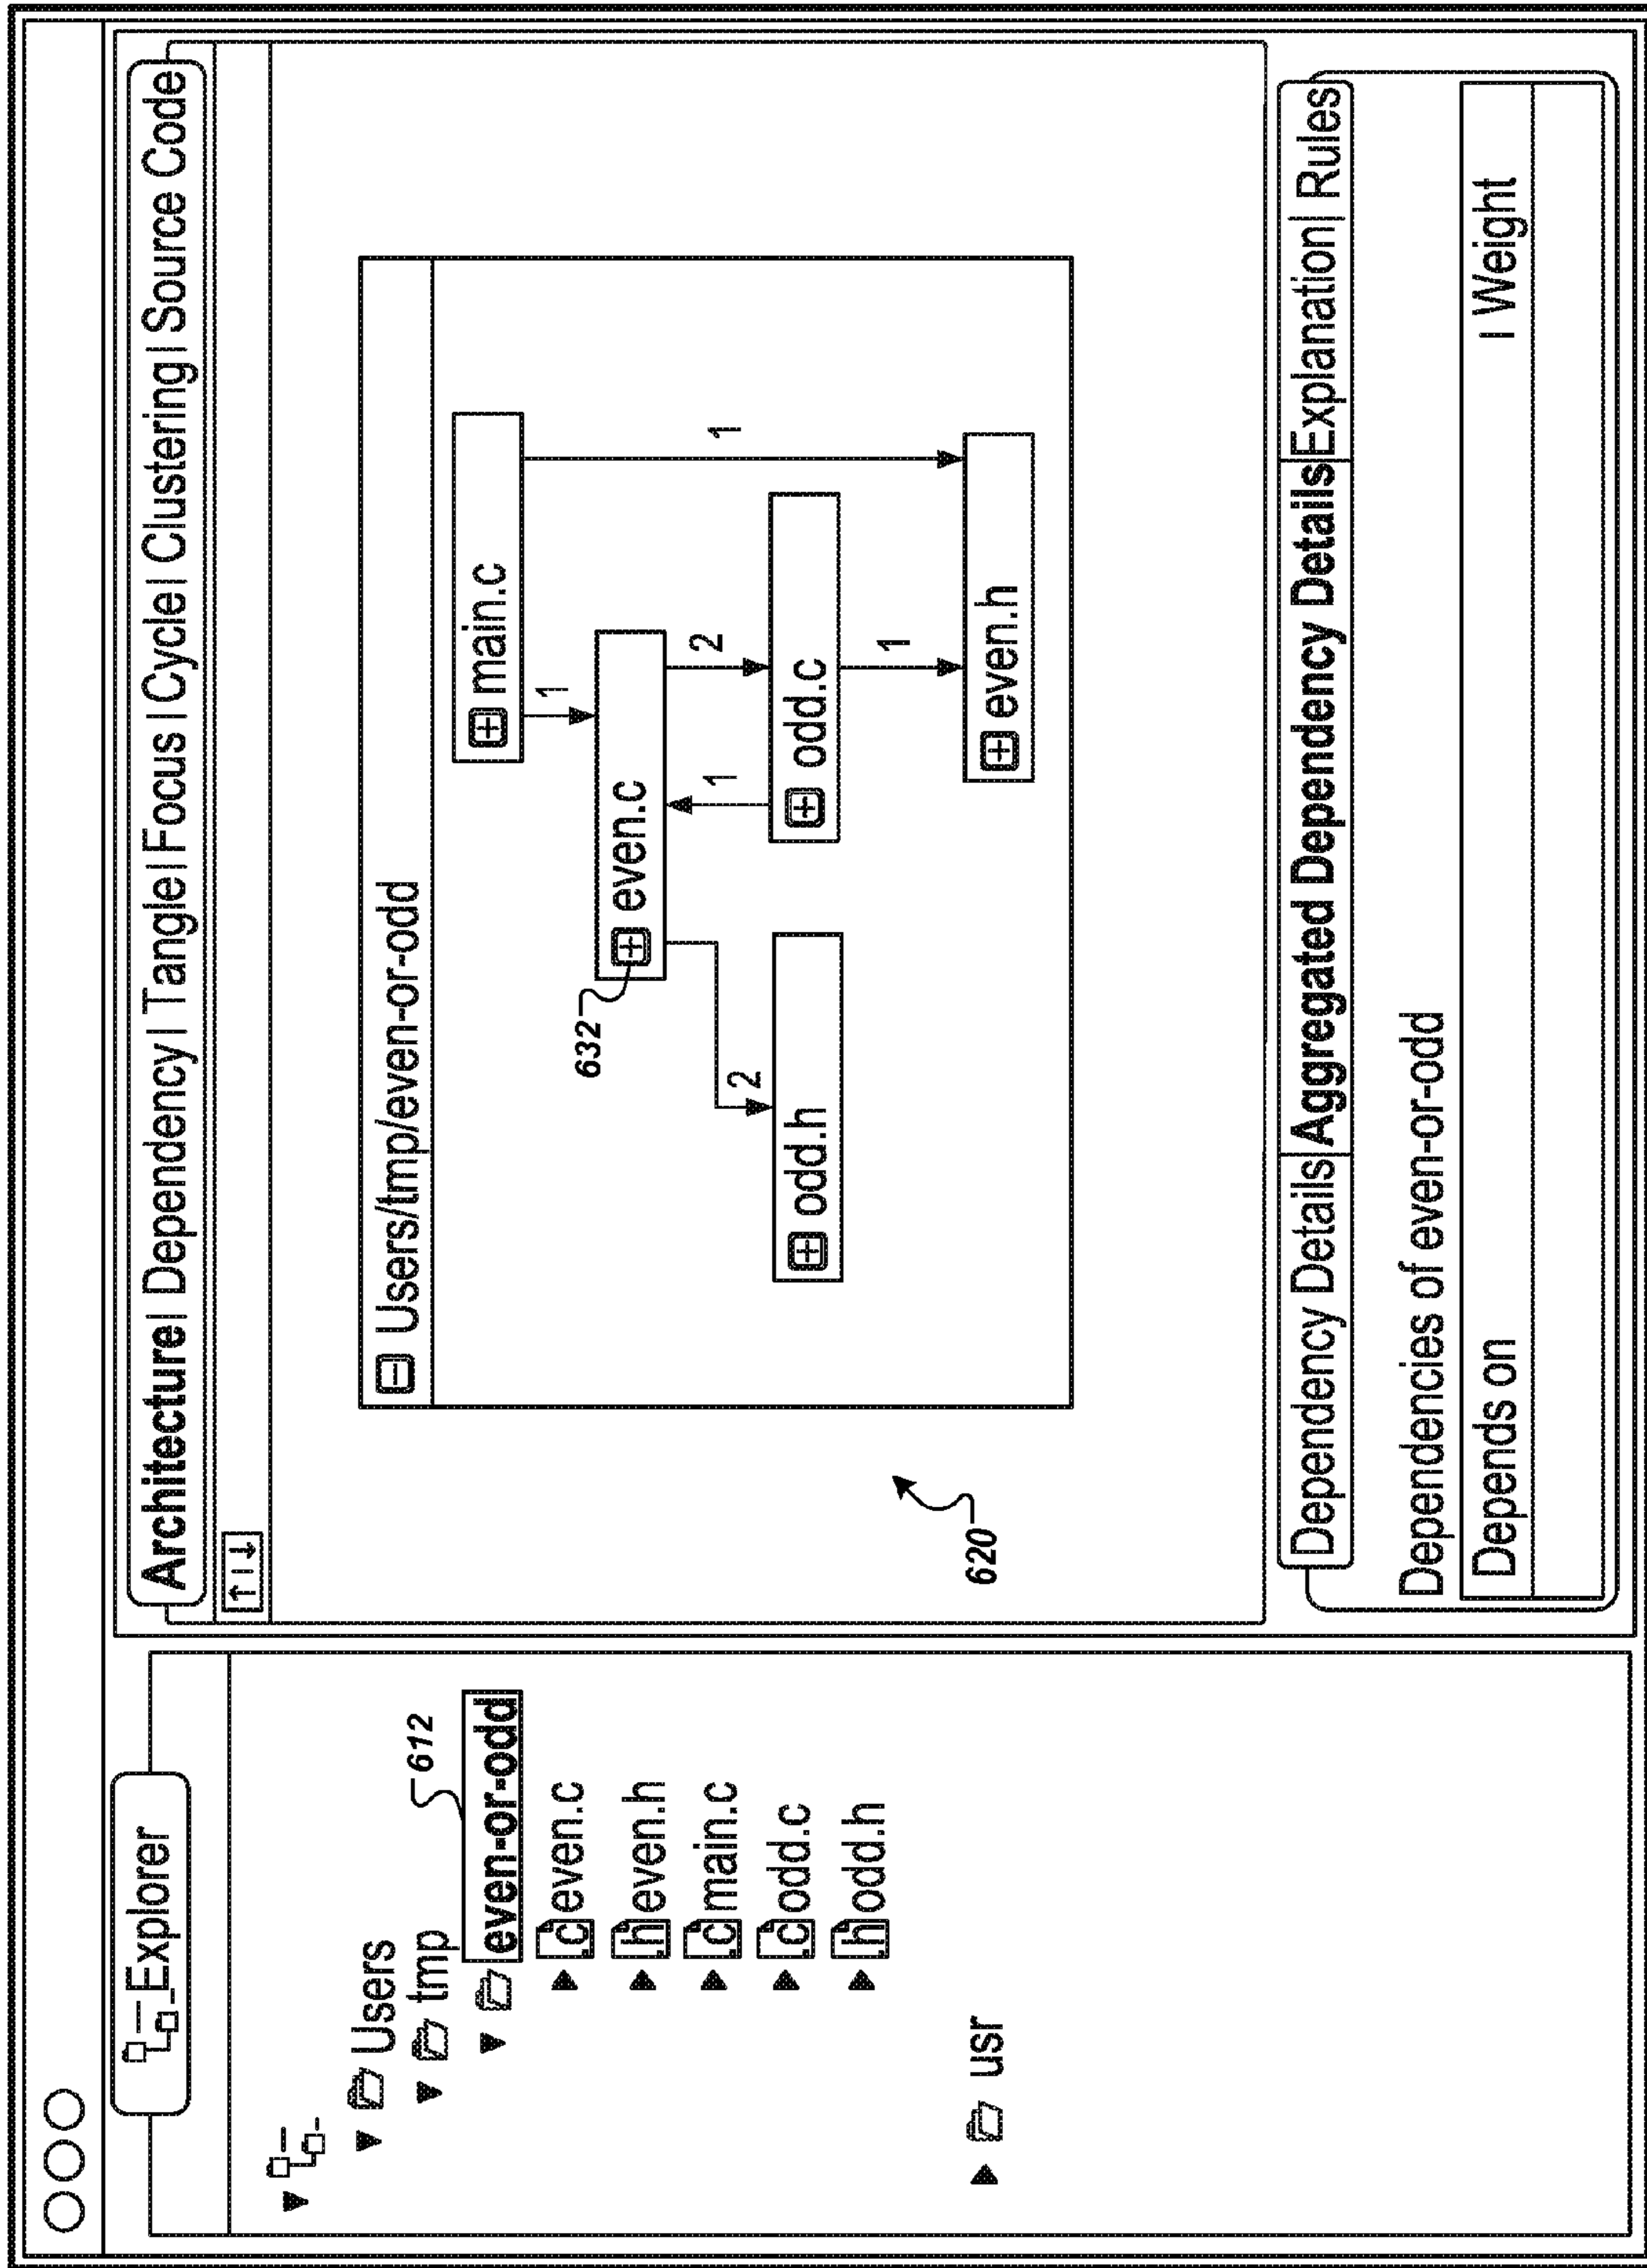 Explorer
Users
tmp
even-or-odd
612
.c even.c
.h even.h
.c main.c
.c odd.c
.h odd.h
usr
Architecture | Dependency | Tangle | Focus | Cycle | Clustering | Source Code
Users/tmp/even-or-odd
main.c
1
632
even.c
1
2
1
2
odd.h
odd.c
1
even.h
620
Dependency Details | Aggregated Dependency Details | Explanation | Rules
Dependencies of even-or-odd
Depends on | Weight